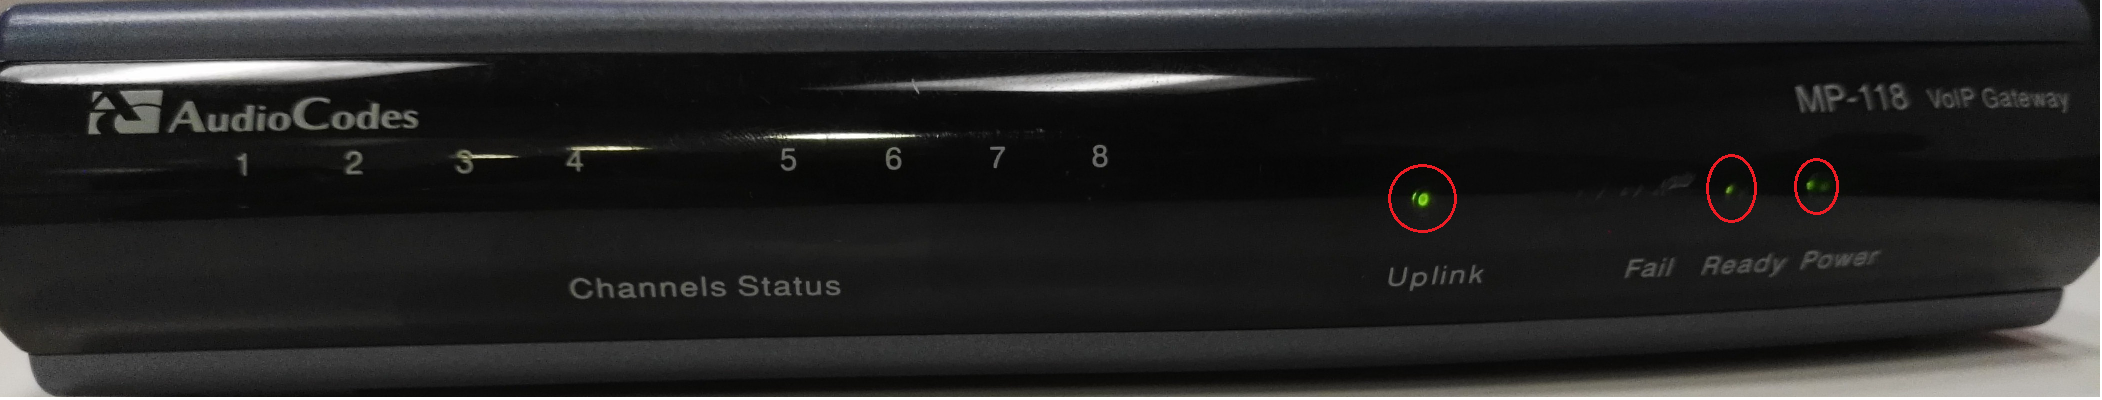 AudioCodes
MP-118 VoIP Gateway
1 2 3 4 5 6 7 8
Channels Status
Uplink
Fail Ready Power